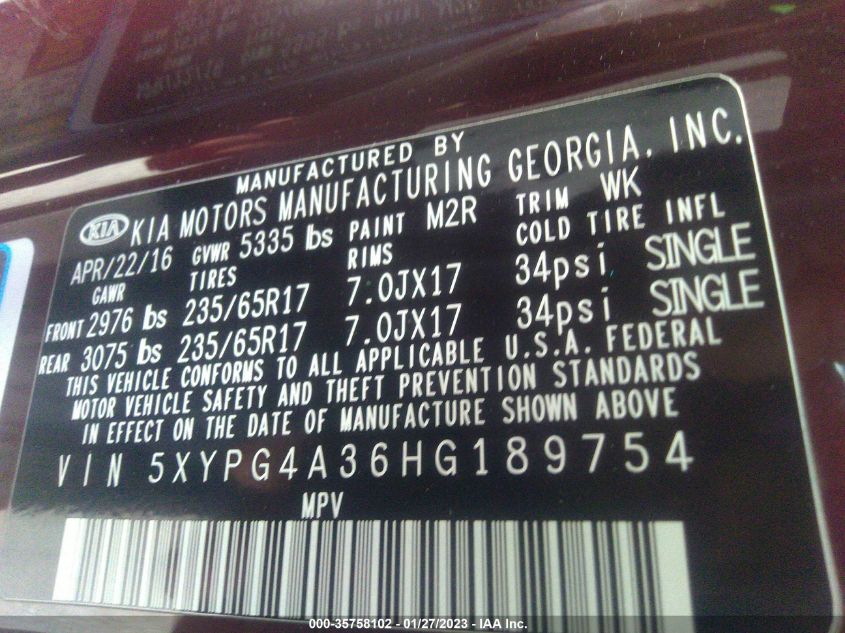 MANUFACTURED BY
KIA KIA MOTORS MANUFACTURING GEORGIA, INC.
APR/22/16 GVWR 5335 lbs PAINT M2R TRIM WK
GAWR TIRES RIMS COLD TIRE INFL
FRONT 2976 lbs 235/65R17 7.0JX17 34psi SINGLE
REAR 3075 lbs 235/65R17 7.0JX17 34psi SINGLE
THIS VEHICLE CONFORMS TO ALL APPLICABLE U.S.A. FEDERAL
MOTOR VEHICLE SAFETY AND THEFT PREVENTION STANDARDS
IN EFFECT ON THE DATE OF MANUFACTURE SHOWN ABOVE
VIN 5XYPG4A36HG189754
MPV
000-35758102 - 01/27/2023 - IAA Inc.